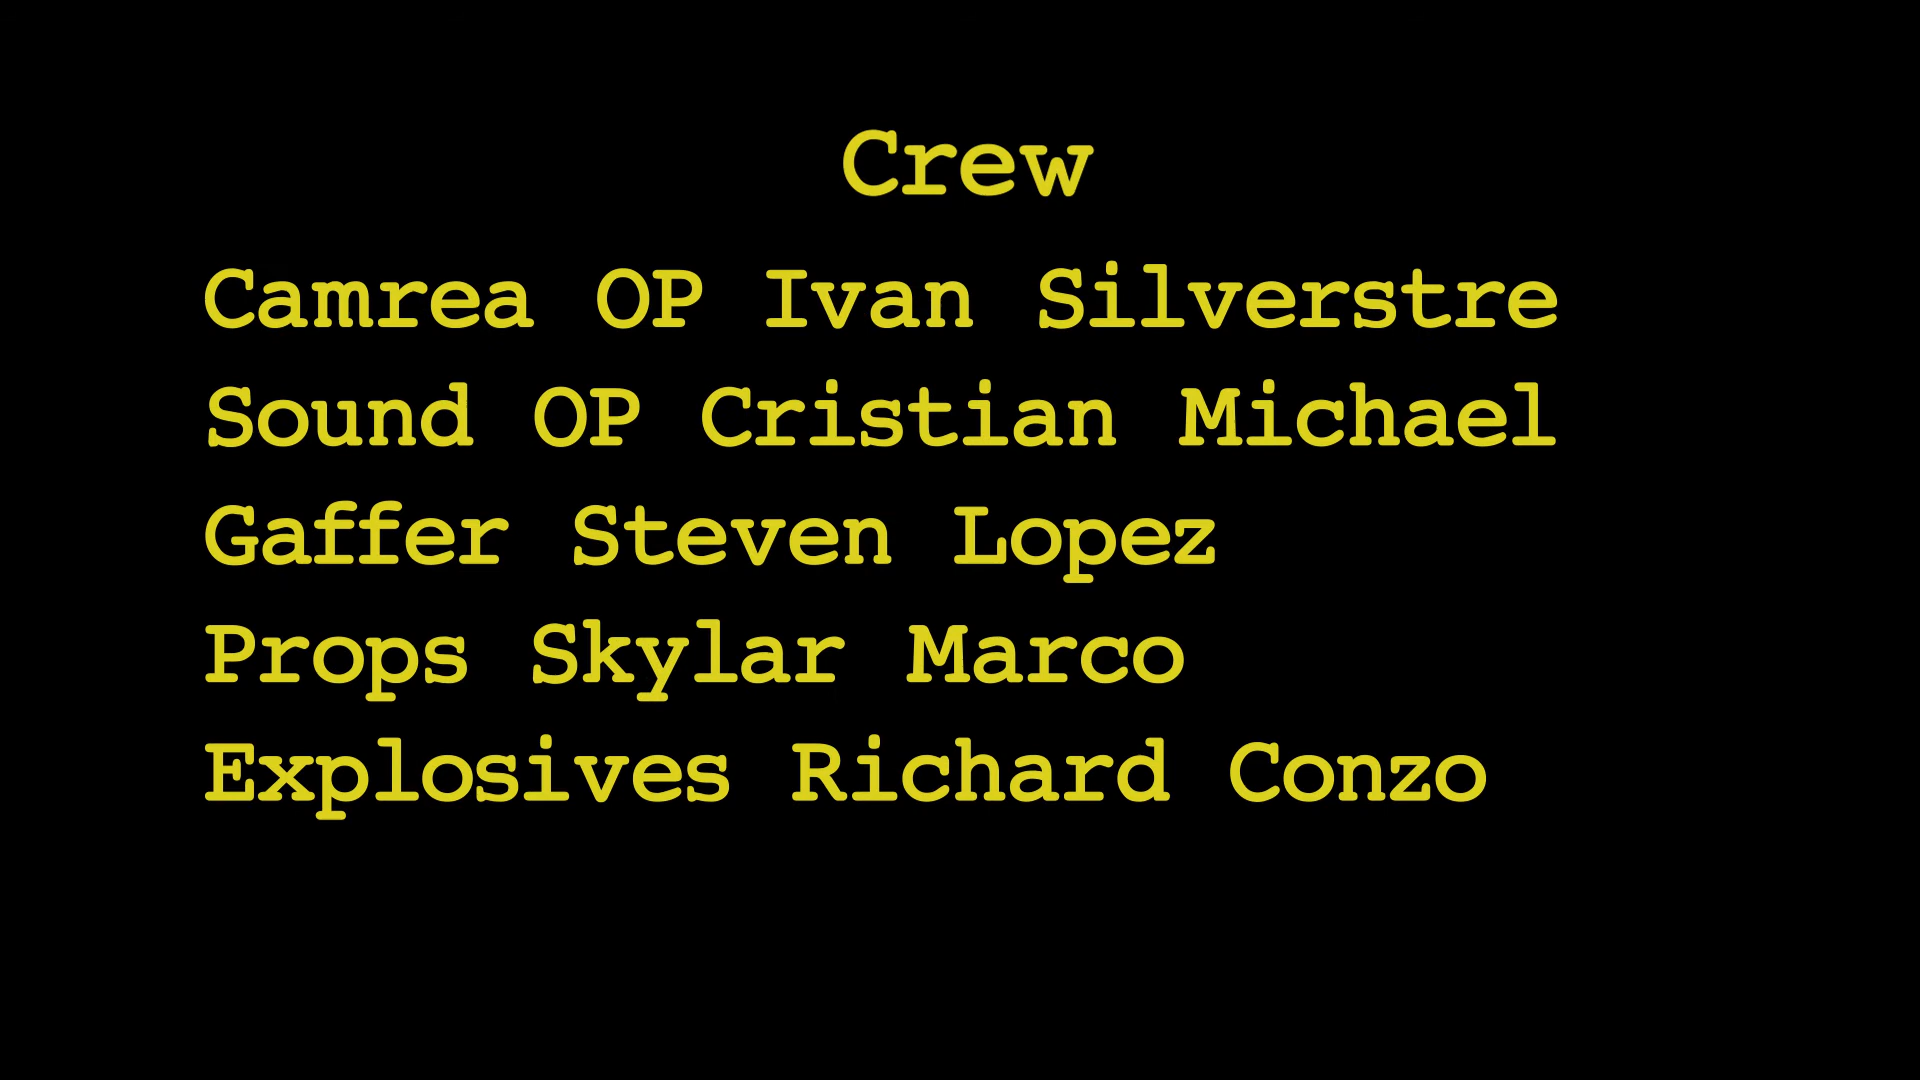 Crew
Camrea OP Ivan Silverstre
Sound OP Cristian Michael
Gaffer Steven Lopez
Props Skylar Marco
Explosives Richard Conzo